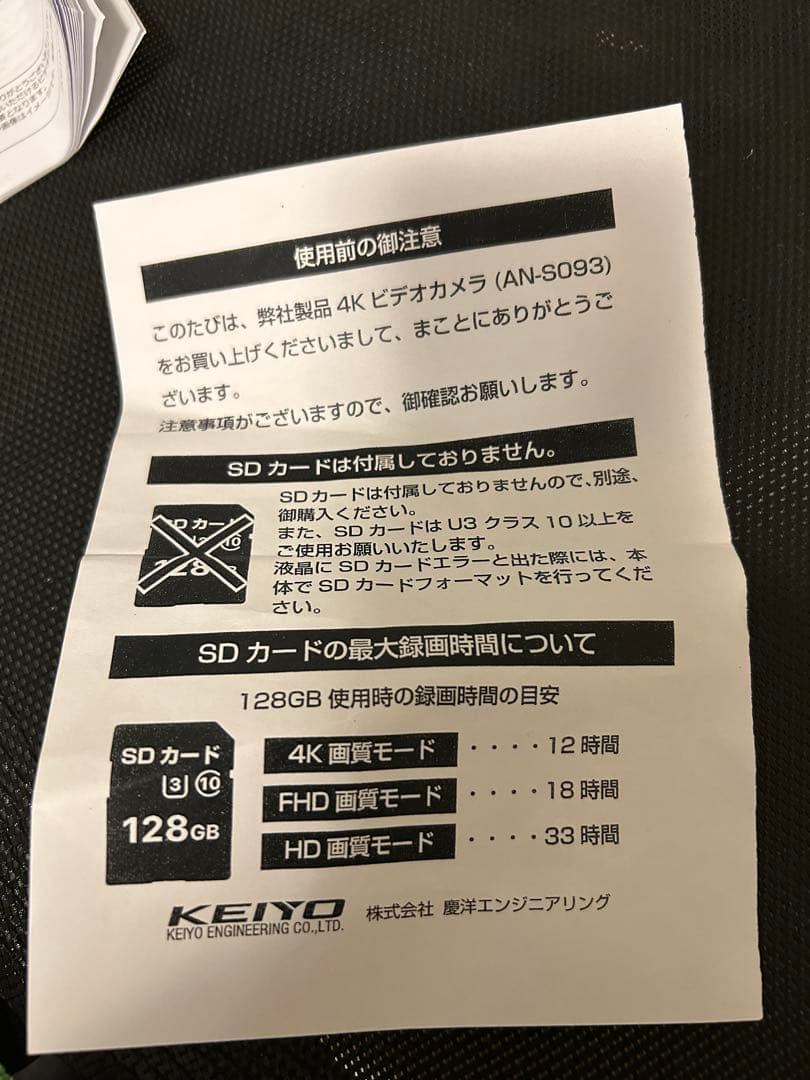 使用前の御注意
このたびは、弊社製品 4K ビデオカメラ (AN-S093)
をお買い上げくださいまして、まことにありがとうご
ざいます。
注意事項がございますので、御確認お願いします。
SD カードは付属しておりません。
SD カードは付属しておりませんので、別途、
御購入ください。
また、SD カードは U3 クラス 10 以上を
ご使用お願いいたします。
液晶に SD カードエラーと出た際には、本
体で SD カードフォーマットを行ってくだ
さい。
SD カード
10
128
SD カードの最大録画時間について
128GB 使用時の録画時間の目安
SD カード
3 10
128GB
4K 画質モード ・・・・12 時間
FHD 画質モード ・・・・18 時間
HD 画質モード ・・・・33 時間
KEIYO
KEIYO ENGINEERING CO.,LTD.
株式会社 慶洋エンジニアリング